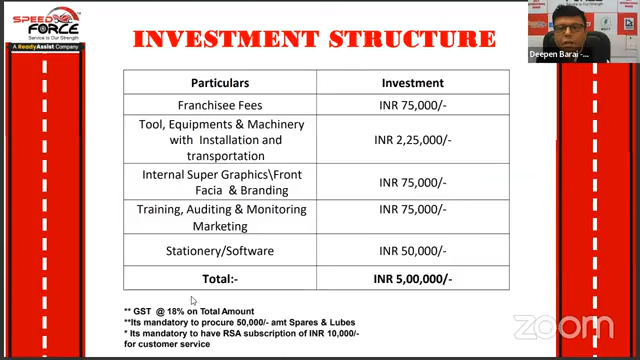 SPEED FORCE
Service is Our Strength
A ReadyAssist Company
INVESTMENT STRUCTURE
Particulars Investment
Franchisee Fees INR 75,000/-
Tool, Equipments & Machinery
with Installation and
transportation
INR 2,25,000/-
Internal Super Graphics\Front
Facia & Branding
INR 75,000/-
Training, Auditing & Monitoring
Marketing
INR 75,000/-
Stationery/Software INR 50,000/-
Total:- INR 5,00,000/-
** GST @ 18% on Total Amount
**Its mandatory to procure 50,000/- amt Spares & Lubes
* Its mandatory to have RSA subscription of INR 10,000/-
for customer service
Deepen Barai -
zoom